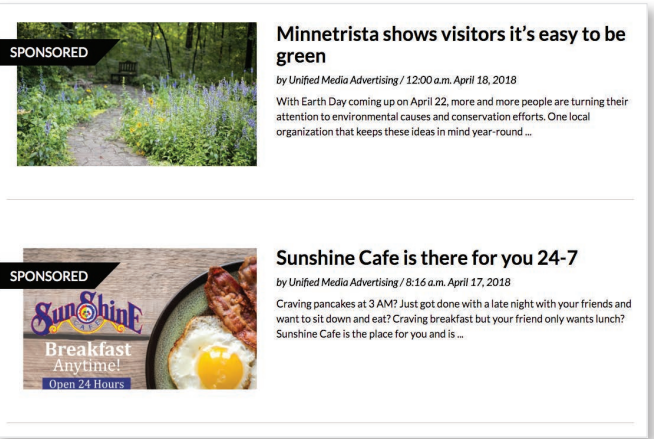 SPONSORED
Minnetrista shows visitors it’s easy to be
green
by Unified Media Advertising / 12:00 a.m. April 18, 2018
With Earth Day coming up on April 22, more and more people are turning their
attention to environmental causes and conservation efforts. One local
organization that keeps these ideas in mind year-round ...
SPONSORED
SunShinE
CAFE
Breakfast
Anytime!
Open 24 Hours
Sunshine Cafe is there for you 24-7
by Unified Media Advertising / 8:16 a.m. April 17, 2018
Craving pancakes at 3 AM? Just got done with a late night with your friends and
want to sit down and eat? Craving breakfast but your friend only wants lunch?
Sunshine Cafe is the place for you and is ...